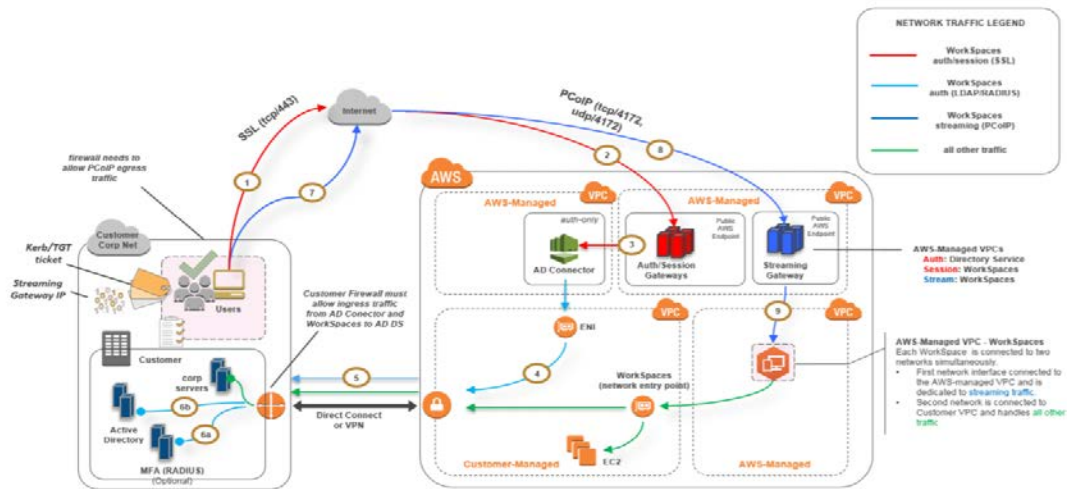 NETWORK TRAFFIC LEGEND
WorkSpaces
auth/session (SSL)
WorkSpaces
auth (LDAP/RADIUS)
WorkSpaces
streaming (PCoIP)
all other traffic
SSL (tcp/443)
Internet
PCoIP (tcp/4172,
udp/4172)
1
7
2
8
firewall needs to
allow PCoIP egress
traffic
Customer
Corp Net
Kerb/TGT
ticket
Streaming
Gateway IP
Users
Customer Firewall must
allow ingress traffic
from AD Conector and
WorkSpaces to AD DS
Customer
corp
servers
6b
Active
Directory
6a
MFA (RADIUS)
(Optional)
5
Direct Connect
or VPN
AWS
AWS-Managed
VPC
auth-only
AD Connector
3
AWS-Managed
VPC
Public
AWS
Endpoint
Auth/Session
Gateways
Public
AWS
Endpoint
Streaming
Gateway
VPC
ENI
4
WorkSpaces
(network entry point)
EC2
Customer-Managed
VPC
9
AWS-Managed
AWS-Managed VPCs
Auth: Directory Service
Session: WorkSpaces
Stream: WorkSpaces
AWS-Managed VPC - WorkSpaces
Each WorkSpace is connected to two
networks simultaneously.
• First network interface connected to
the AWS-managed VPC and is
dedicated to streaming traffic.
• Second network is connected to
Customer VPC and handles all other
traffic